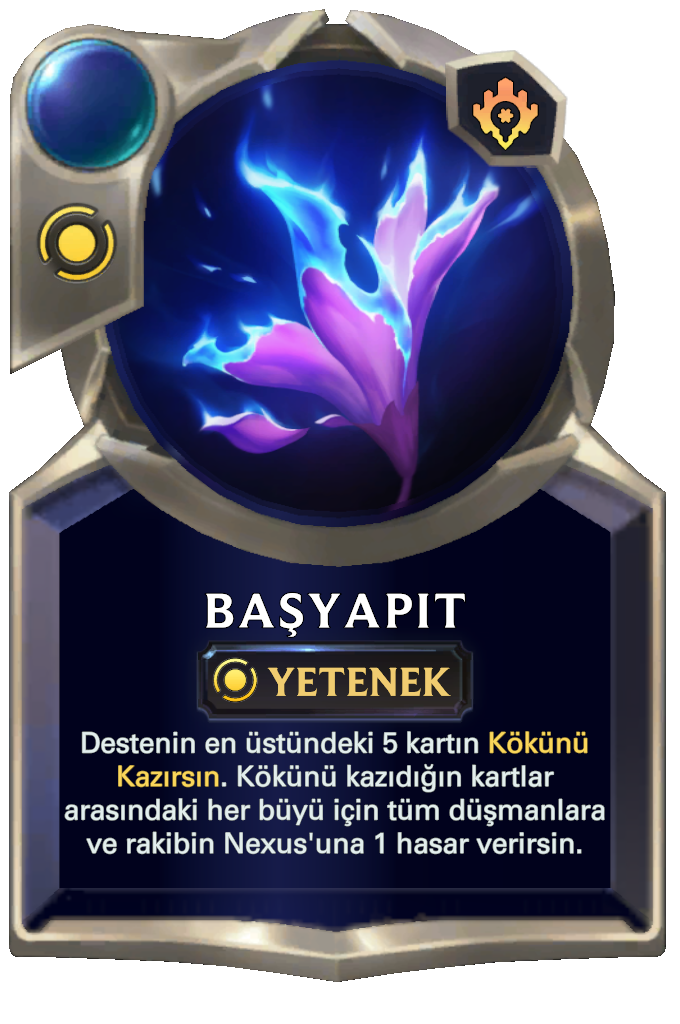 BAŞYAPIT
YETENEK
Destenin en üstündeki 5 kartın Kökünü
Kazırsın. Kökünü kazıdığın kartlar
arasındaki her büyü için tüm düşmanlara
ve rakibin Nexus'una 1 hasar verirsin.